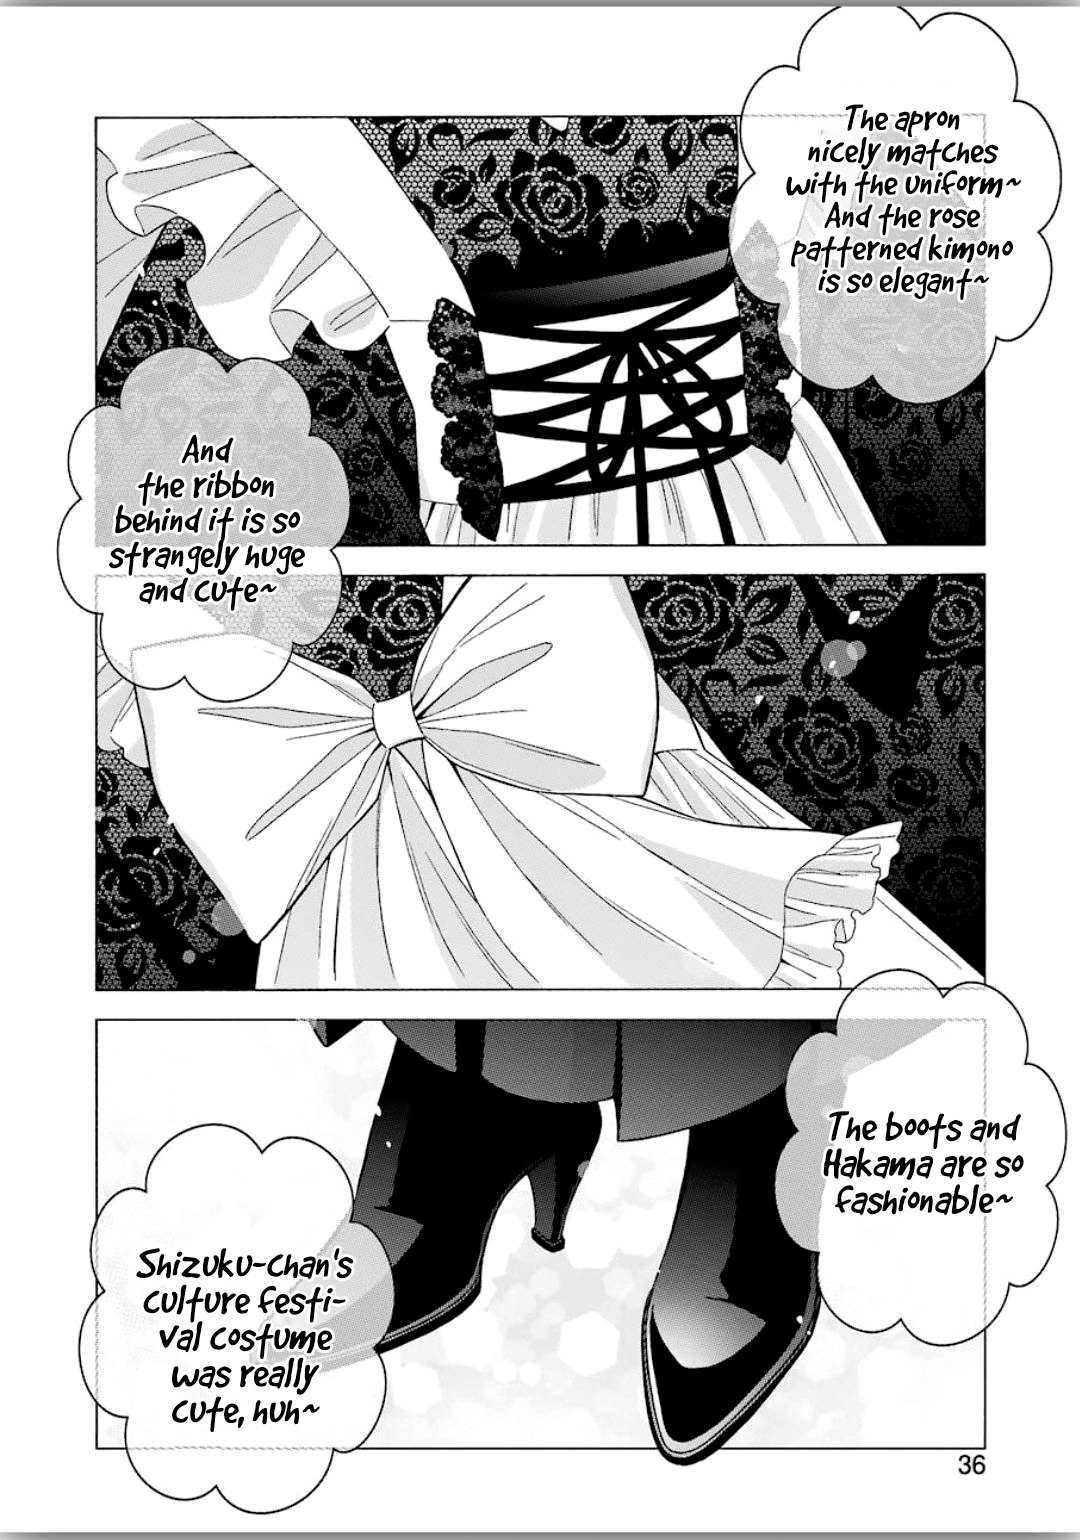 The apron
nicely matches
with the uniform~
And the rose
patterned kimono
is so elegant~
And
the ribbon
behind it is so
strangely huge
and cute~
The boots and
Hakama are so
fashionable~
Shizuku-chan's
culture festi-
val costume
was really
cute, huh~
36